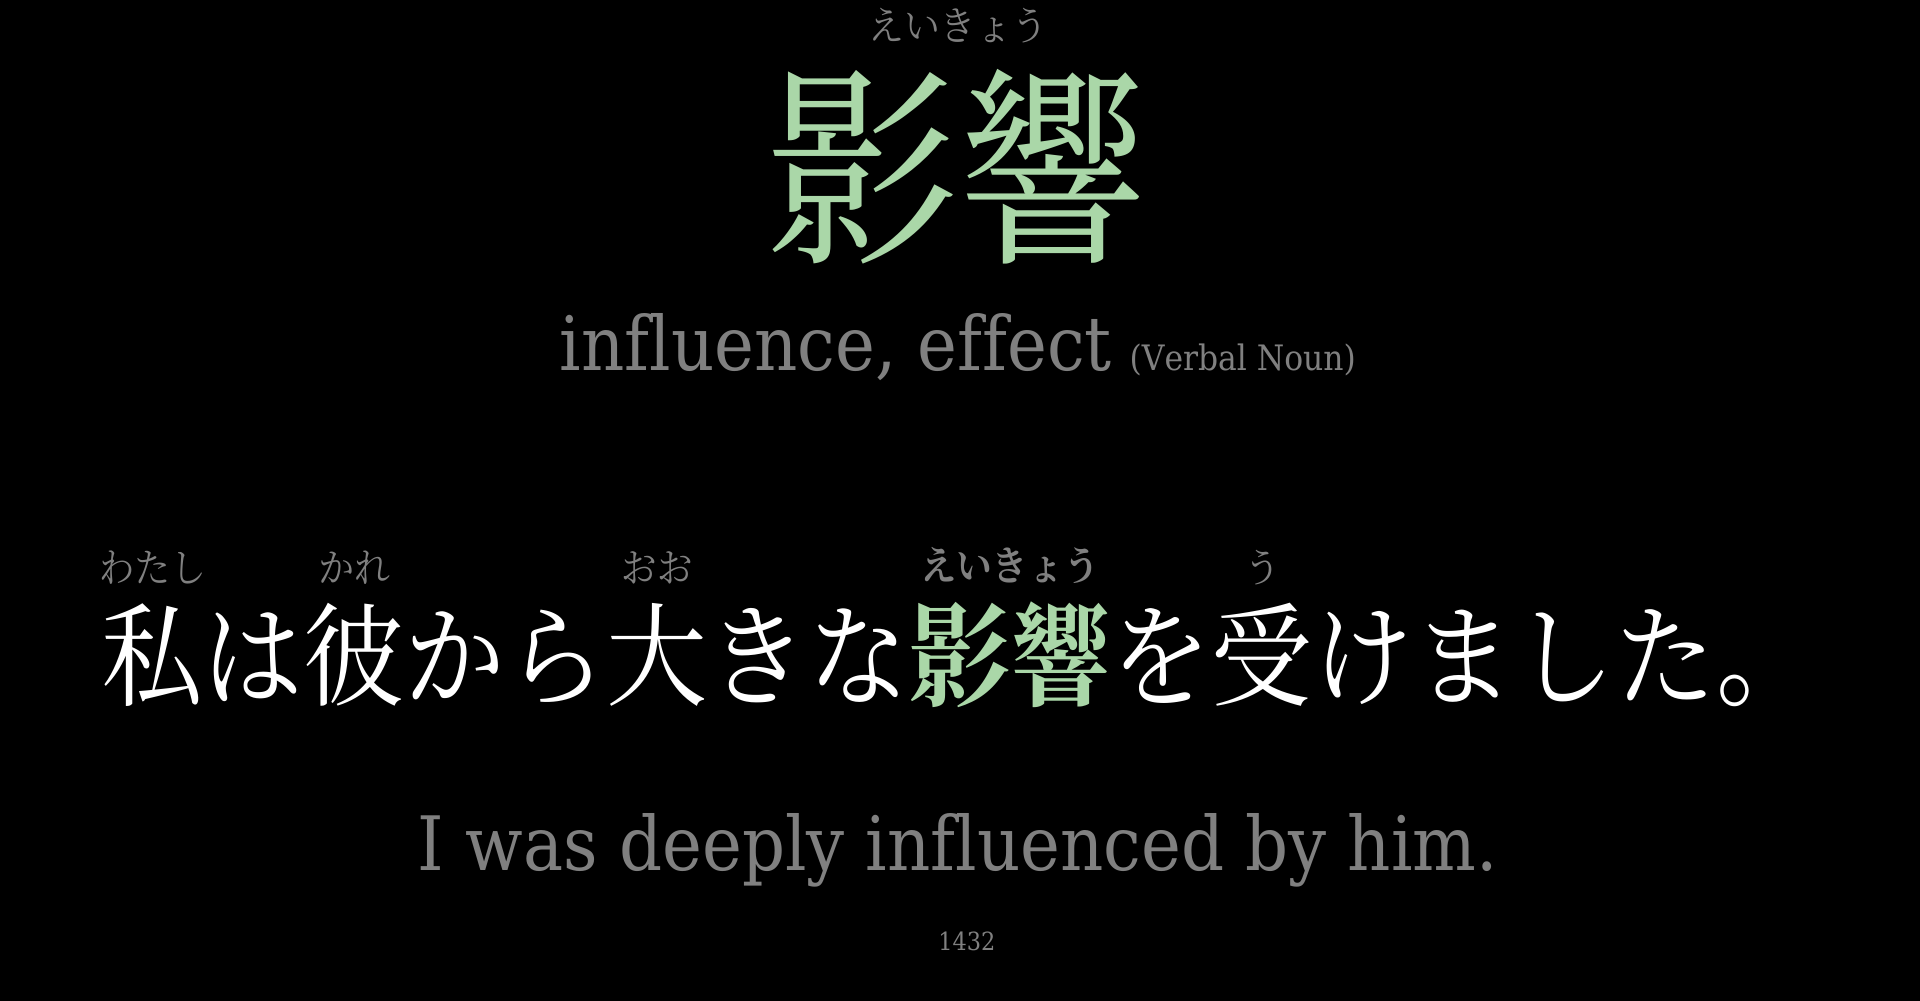 えいきょう
影響
influence, effect (Verbal Noun)
わたし かれ おお えいきょう う
私は彼から大きな影響を受けました。
I was deeply influenced by him.
1432